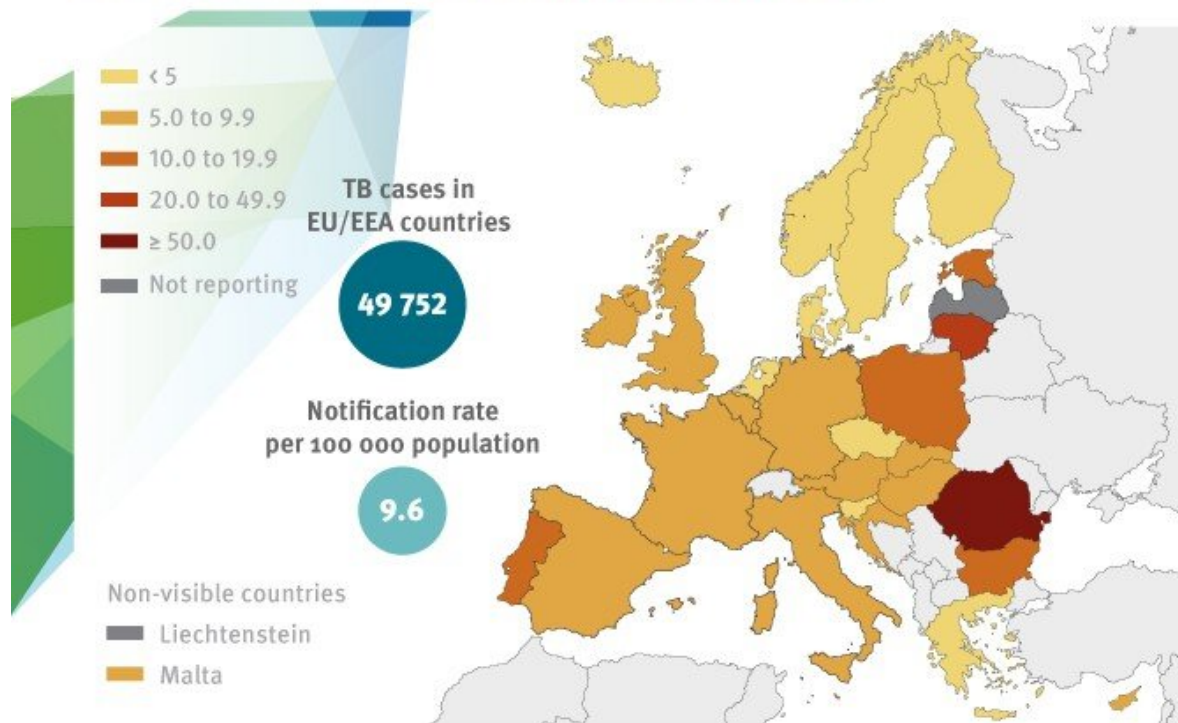 < 5
5.0 to 9.9
10.0 to 19.9
20.0 to 49.9
≥ 50.0
Not reporting
TB cases in
EU/EEA countries
49 752
Notification rate
per 100 000 population
9.6
Non-visible countries
Liechtenstein
Malta